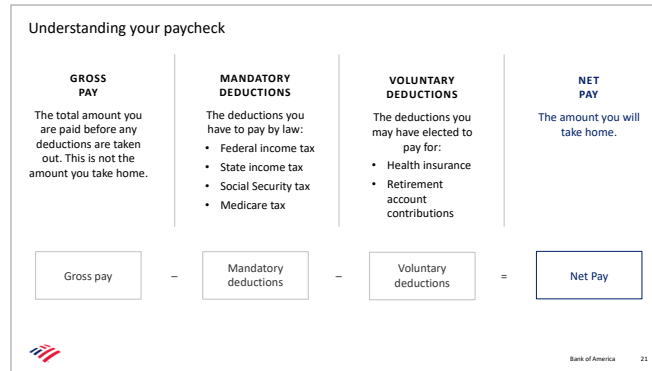 Understanding your paycheck
GROSS
PAY
The total amount you
are paid before any
deductions are taken
out. This is not the
amount you take home.
MANDATORY
DEDUCTIONS
The deductions you
have to pay by law:
• Federal income tax
• State income tax
• Social Security tax
• Medicare tax
VOLUNTARY
DEDUCTIONS
The deductions you
may have elected to
pay for:
• Health insurance
• Retirement
account
contributions
NET
PAY
The amount you will
take home.
Gross pay
–
Mandatory
deductions
–
Voluntary
deductions
=
Net Pay
Bank of America 21